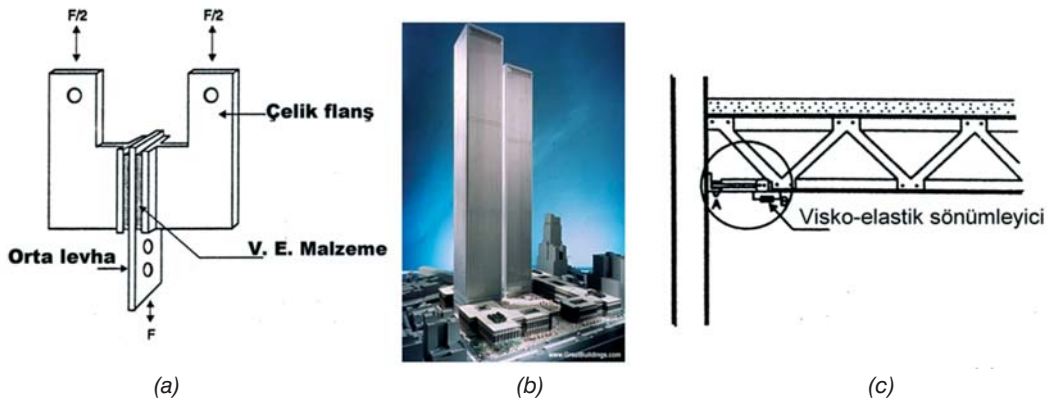 F/2
F/2
Çelik flanş
V. E. Malzeme
Orta levha
F
(a)
www.GreatBuildings.com
(b)
A
Visko-elastik sönümleyici
(c)